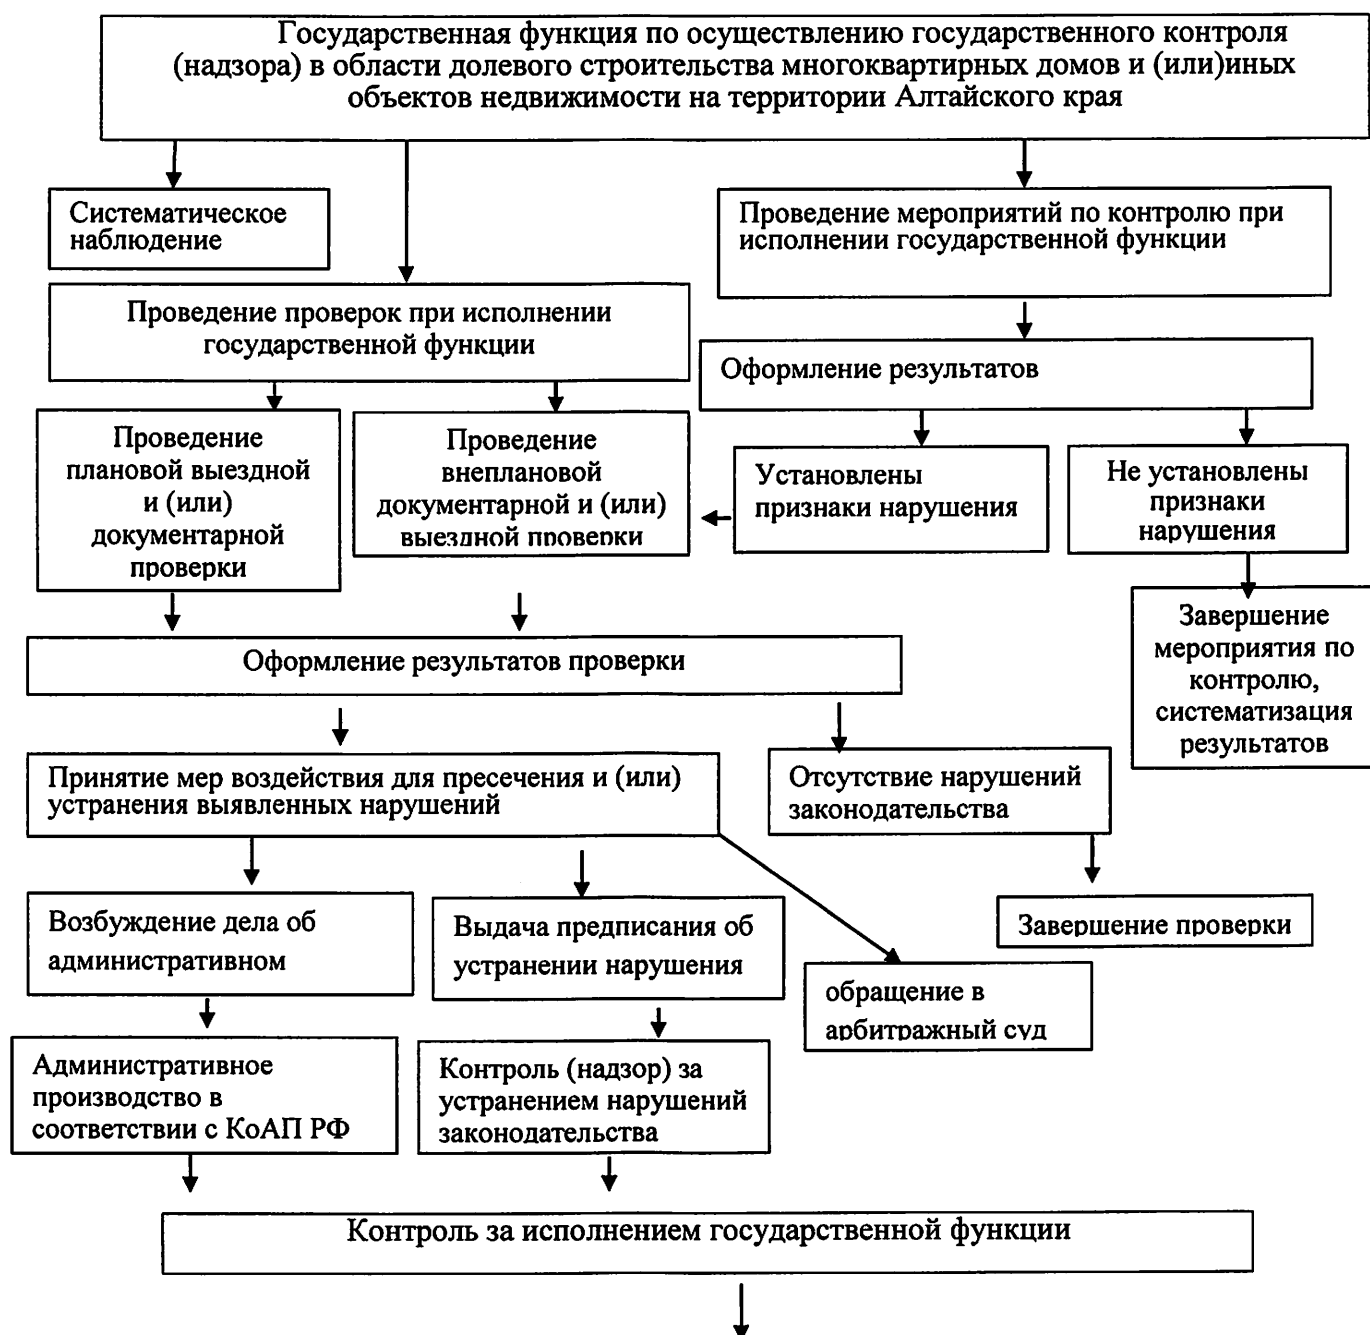 Государственная функция по осуществлению государственного контроля
(надзора) в области долевого строительства многоквартирных домов и (или)иных
объектов недвижимости на территории Алтайского края
Систематическое
наблюдение
Проведение мероприятий по контролю при
исполнении государственной функции
Проведение проверок при исполнении
государственной функции
Оформление результатов
Проведение
плановой выездной
и (или)
документарной
проверки
Проведение
внеплановой
документарной и (или)
выездной проверки
Установлены
признаки нарушения
Не установлены
признаки
нарушения
Завершение
мероприятия по
контролю,
систематизация
результатов
Оформление результатов проверки
Принятие мер воздействия для пресечения и (или)
устранения выявленных нарушений
Отсутствие нарушений
законодательства
Возбуждение дела об
административном
Выдача предписания об
устранении нарушения
Завершение проверки
обращение в
арбитражный суд
Административное
производство в
соответствии с КоАП РФ
Контроль (надзор) за
устранением нарушений
законодательства
Контроль за исполнением государственной функции